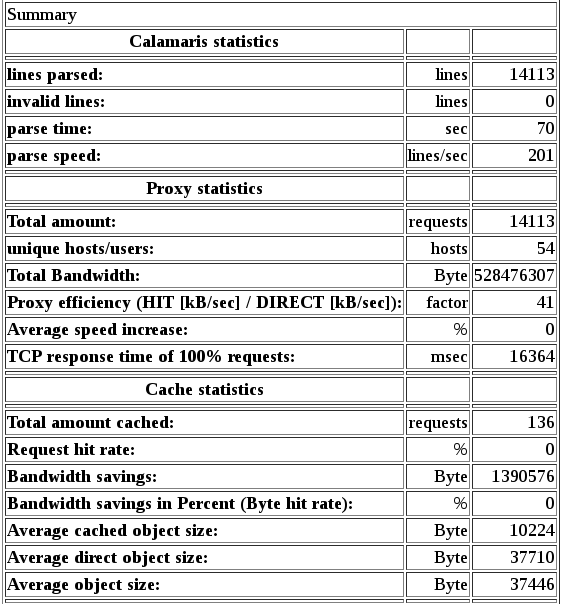 Summary
Calamaris statistics
lines parsed: lines 14113
invalid lines: lines 0
parse time: sec 70
parse speed: lines/sec 201
Proxy statistics
Total amount: requests 14113
unique hosts/users: hosts 54
Total Bandwidth: Byte 528476307
Proxy efficiency (HIT [kB/sec] / DIRECT [kB/sec]): factor 41
Average speed increase: % 0
TCP response time of 100% requests: msec 16364
Cache statistics
Total amount cached: requests 136
Request hit rate: % 0
Bandwidth savings: Byte 1390576
Bandwidth savings in Percent (Byte hit rate): % 0
Average cached object size: Byte 10224
Average direct object size: Byte 37710
Average object size: Byte 37446